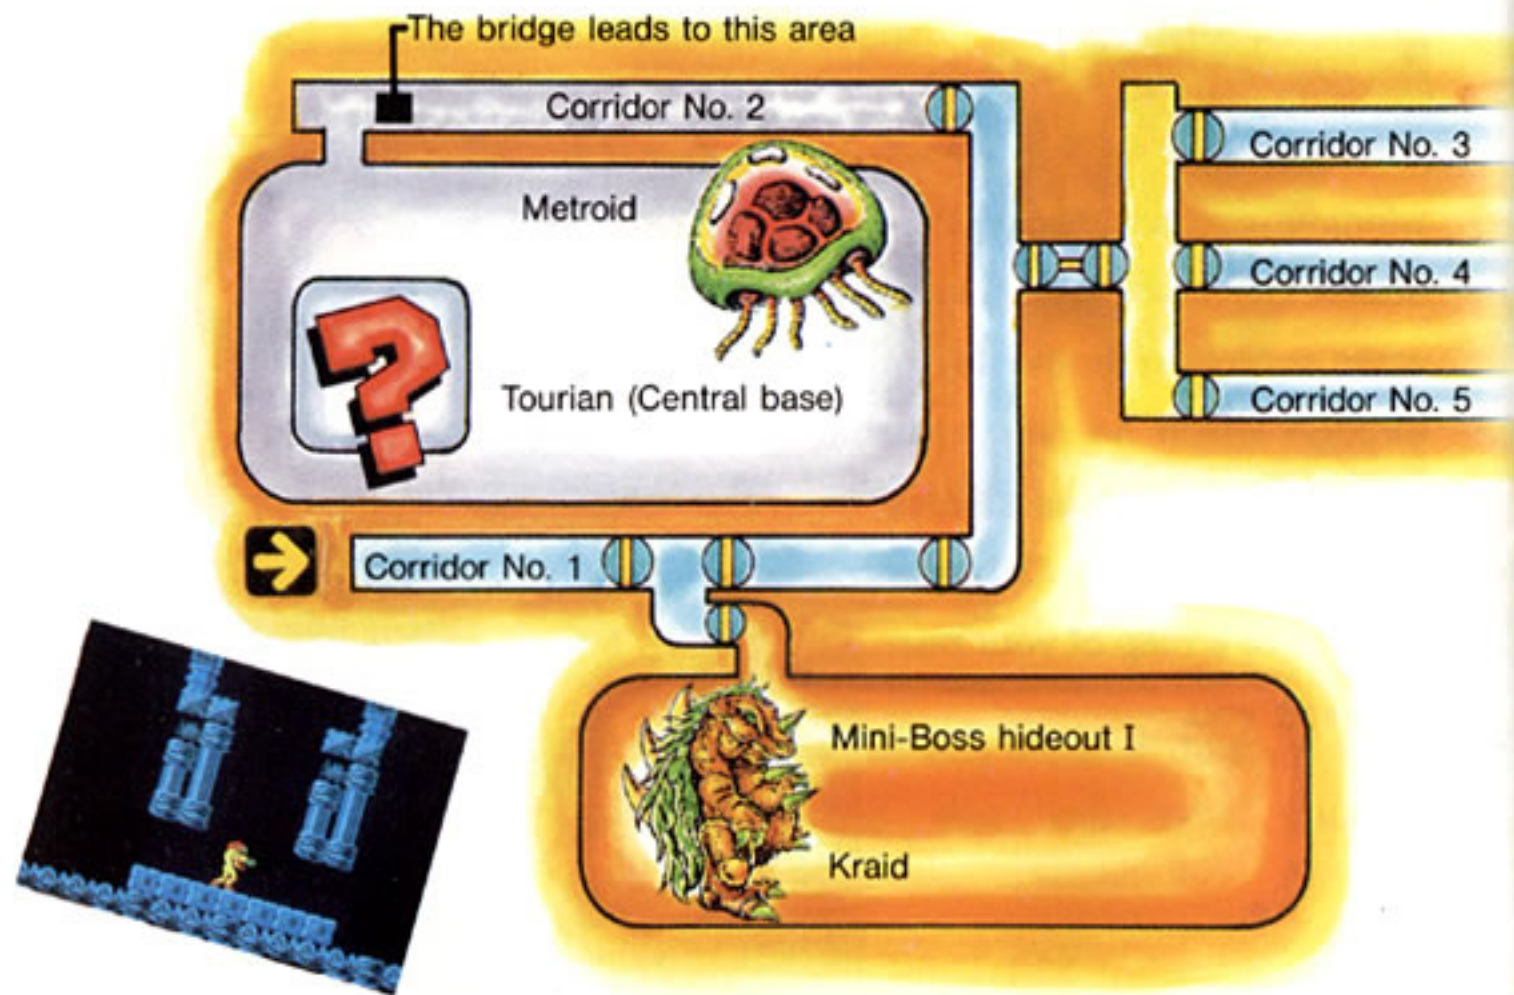 The bridge leads to this area
Corridor No. 2
Corridor No. 3
Metroid
Corridor No. 4
?
Tourian (Central base)
Corridor No. 5
Corridor No. 1
Mini-Boss hideout I
Kraid